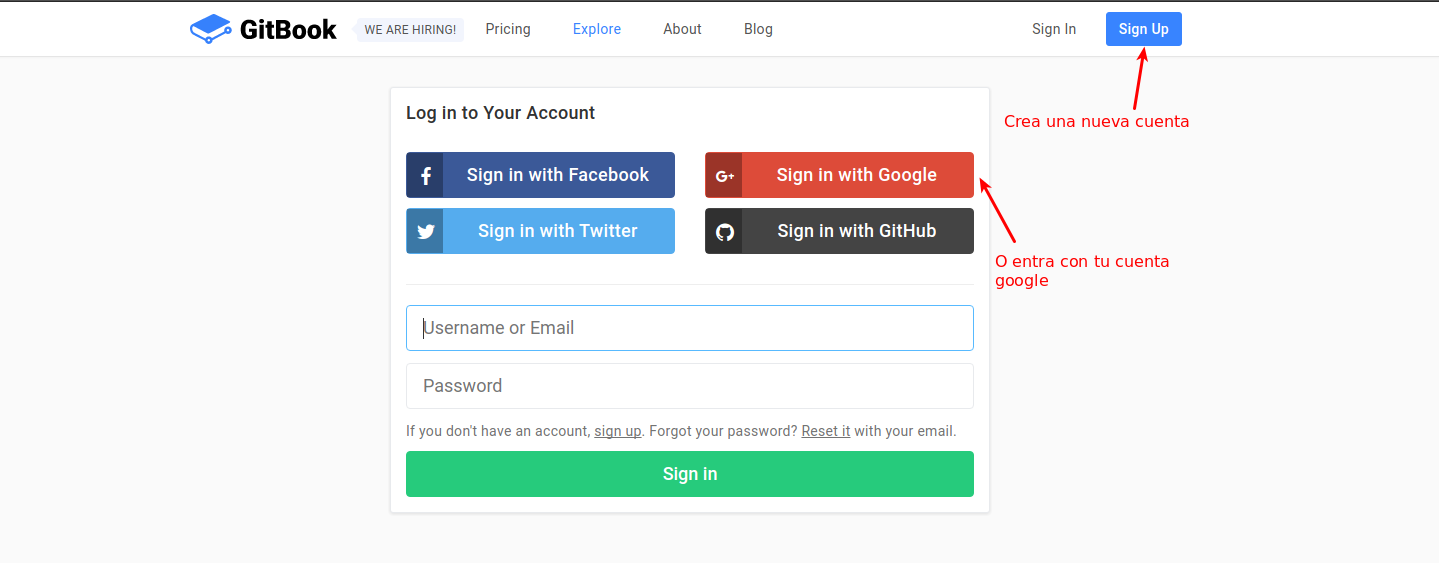 GitBook WE ARE HIRING! Pricing Explore About Blog Sign In Sign Up
Log in to Your Account
Crea una nueva cuenta
Sign in with Facebook
Sign in with Google
Sign in with Twitter
Sign in with GitHub
O entra con tu cuenta
google
Username or Email
Password
If you don't have an account, sign up. Forgot your password? Reset it with your email.
Sign in